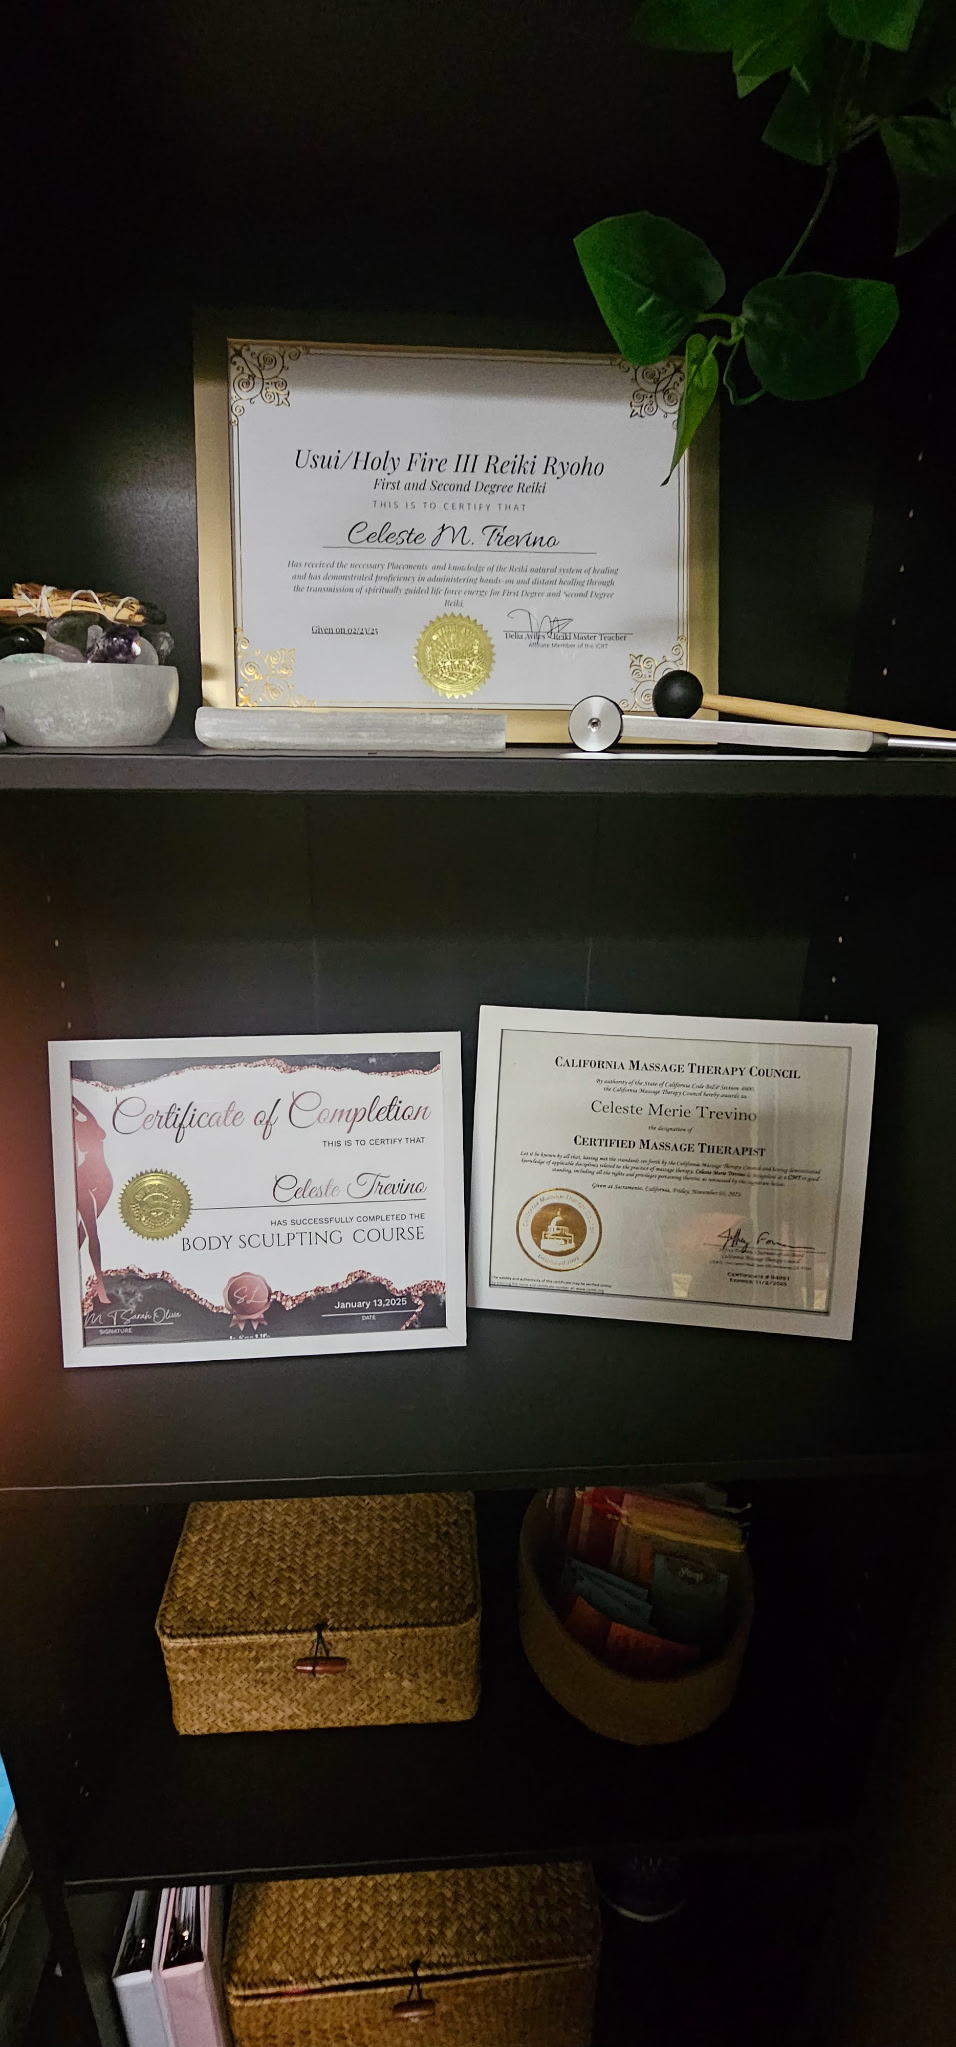 Usui/Holy Fire III Reiki Ryoho
First and Second Degree Reiki
THIS IS TO CERTIFY THAT
Celeste M. Trevino
Has received the necessary Placements and knowledge of the Reiki natural system of healing
and has demonstrated proficiency in administering hands-on and distant healing through
the transmission of spiritually guided life force energy for First Degree and Second Degree
Reiki.
Given on 02/23/25
Delia Aviles - Reiki Master Teacher
Affiliate Member of the ICRT
Certificate of Completion
THIS IS TO CERTIFY THAT
Celeste Trevino
HAS SUCCESSFULLY COMPLETED THE
BODY SCULPTING COURSE
January 13,2025
DATE
Sarah Oliva
SIGNATURE
CALIFORNIA MASSAGE THERAPY COUNCIL
By authority of the State of California Code B&P Section 4600,
the California Massage Therapy Council hereby awards to
Celeste Merie Trevino
the designation of
CERTIFIED MASSAGE THERAPIST
Let it be known by all that, having met the standards set forth by the California Massage Therapy Council and having demonstrated
knowledge of applicable disciplines related to the practice of massage therapy, Celeste Merie Trevino is recognized as a CMT in good
standing, including all the rights and privileges pertaining thereto, as witnessed by the signature below.
Given at Sacramento, California, Friday, November
California Massage Therapy Council
Certificate #
Expires 11/2/2025
yogi